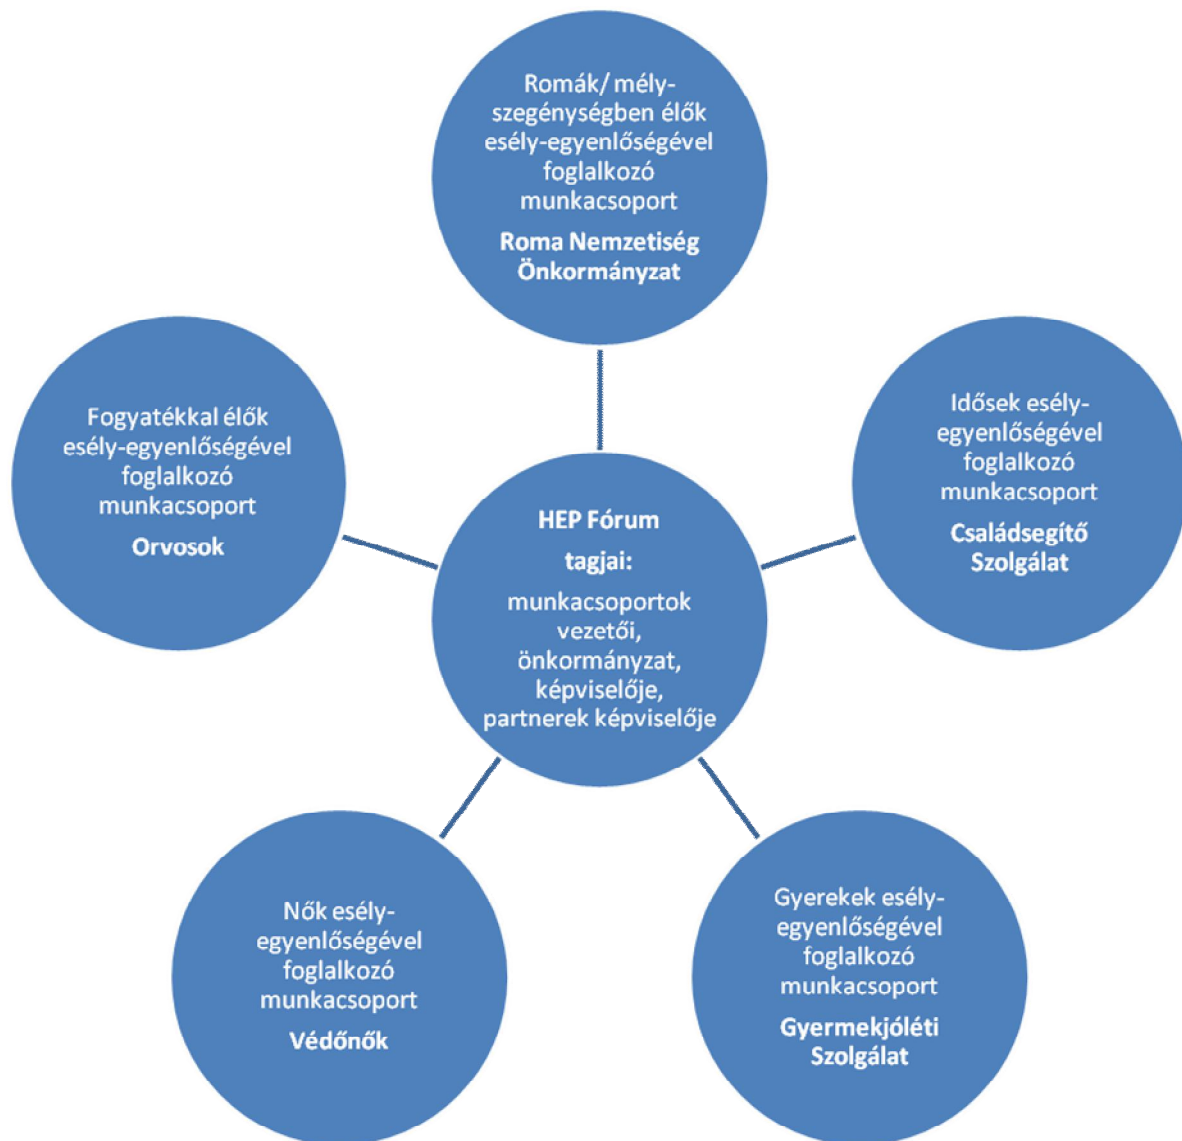 Romák/ mély-
szegénységben élők
esély-egyenlőségével
foglalkozó
munkacsoport
Roma Nemzetiség
Önkormányzat
Fogyatékkal élők
esély-egyenlőségével
foglalkozó
munkacsoport
Orvosok
Idősek esély-
egyenlőségével
foglalkozó
munkacsoport
Családsegítő
Szolgálat
HEP Fórum
tagjai:
munkacsoportok
vezetői,
önkormányzat,
képviselője,
partnerek képviselője
Nők esély-
egyenlőségével
foglalkozó
munkacsoport
Védőnők
Gyerekek esély-
egyenlőségével
foglalkozó
munkacsoport
Gyermekjóléti
Szolgálat